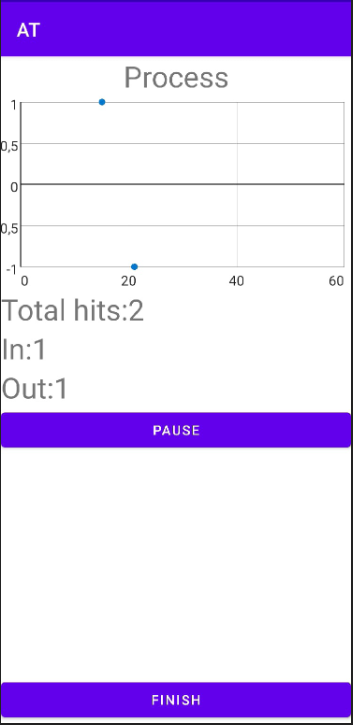 AT
Process
1
0,5
0
0,5
-1
0 20 40 60
Total hits:2
In:1
Out:1
PAUSE
FINISH